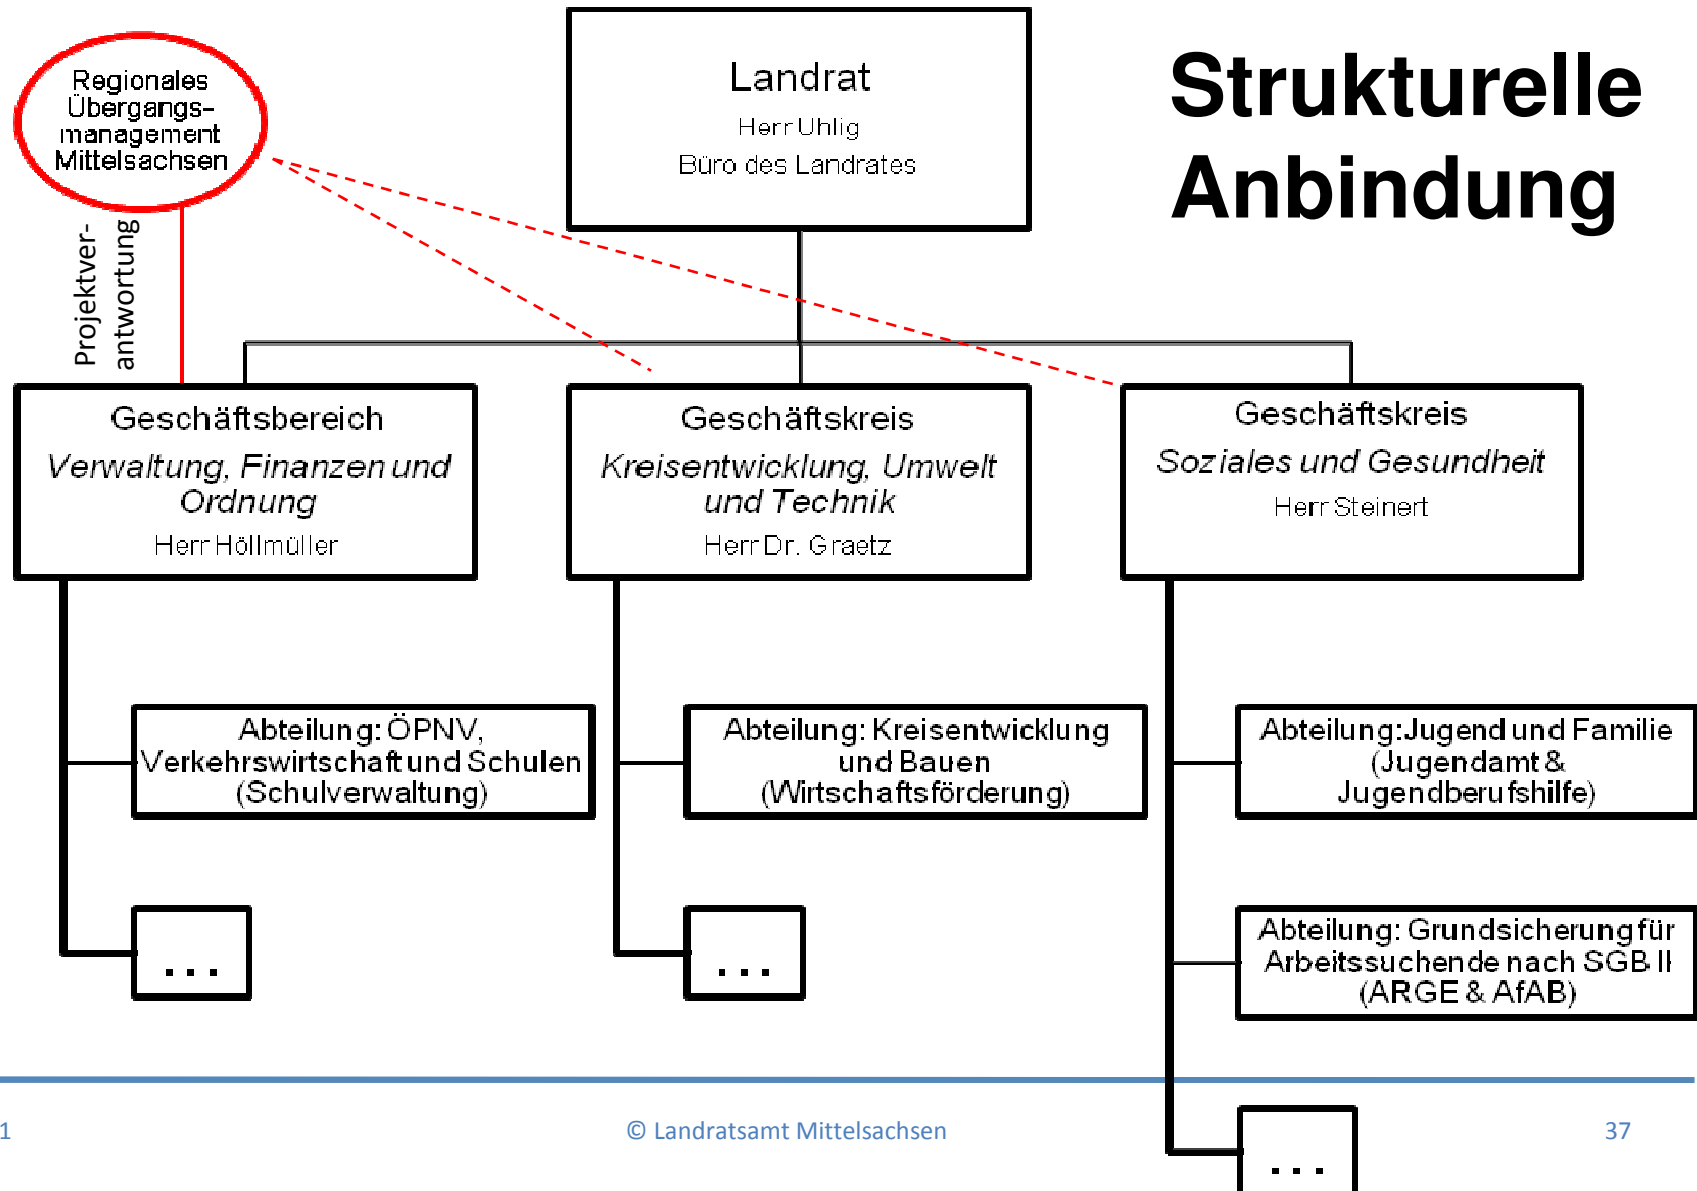 Strukturelle
Anbindung
Regionales
Übergangs-
management
Mittelsachsen
Landrat
Herr Uhlig
Büro des Landrates
Projektver-
antwortung
Geschäftsbereich
Verwaltung, Finanzen und
Ordnung
Herr Höllmüller
Geschäftskreis
Kreisentwicklung, Umwelt
und Technik
Herr Dr. Graetz
Geschäftskreis
Soziales und Gesundheit
Herr Steinert
Abteilung: ÖPNV,
Verkehrswirtschaft und Schulen
(Schulverwaltung)
Abteilung: Kreisentwicklung
und Bauen
(Wirtschaftsförderung)
Abteilung: Jugend und Familie
(Jugendamt &
Jugendberufshilfe)
...
...
Abteilung: Grundsicherung für
Arbeitssuchende nach SGB II
(ARGE & AfAB)
...
1
© Landratsamt Mittelsachsen
37